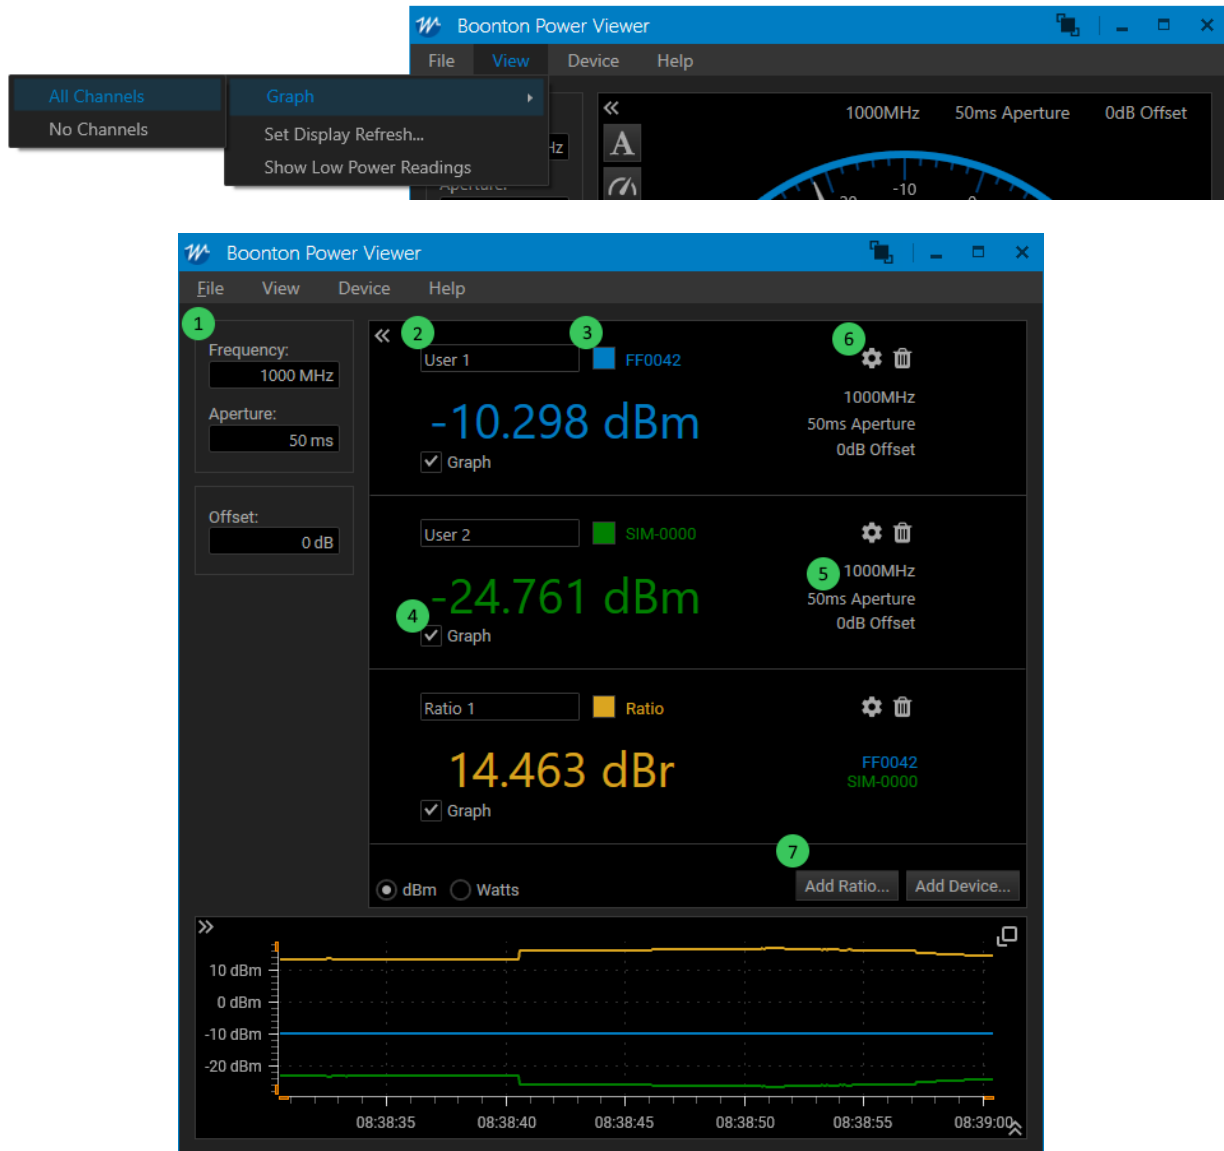 Boonton Power Viewer
File View Device Help
All Channels
No Channels
Graph
Set Display Refresh...
Show Low Power Readings
Hz
Aperture:
A
1000MHz 50ms Aperture 0dB Offset
-20 -10 0
Boonton Power Viewer
File View Device Help
1
Frequency:
1000 MHz
Aperture:
50 ms
Offset:
0 dB
2 3 6
User 1 FF0042
-10.298 dBm
1000MHz
50ms Aperture
0dB Offset
Graph
User 2 SIM-0000
-24.761 dBm
5 1000MHz
50ms Aperture
0dB Offset
4
Graph
Ratio 1 Ratio
14.463 dBr
FF0042
SIM-0000
Graph
7
dBm Watts Add Ratio... Add Device...
10 dBm
0 dBm
-10 dBm
-20 dBm
08:38:35 08:38:40 08:38:45 08:38:50 08:38:55 08:39:00